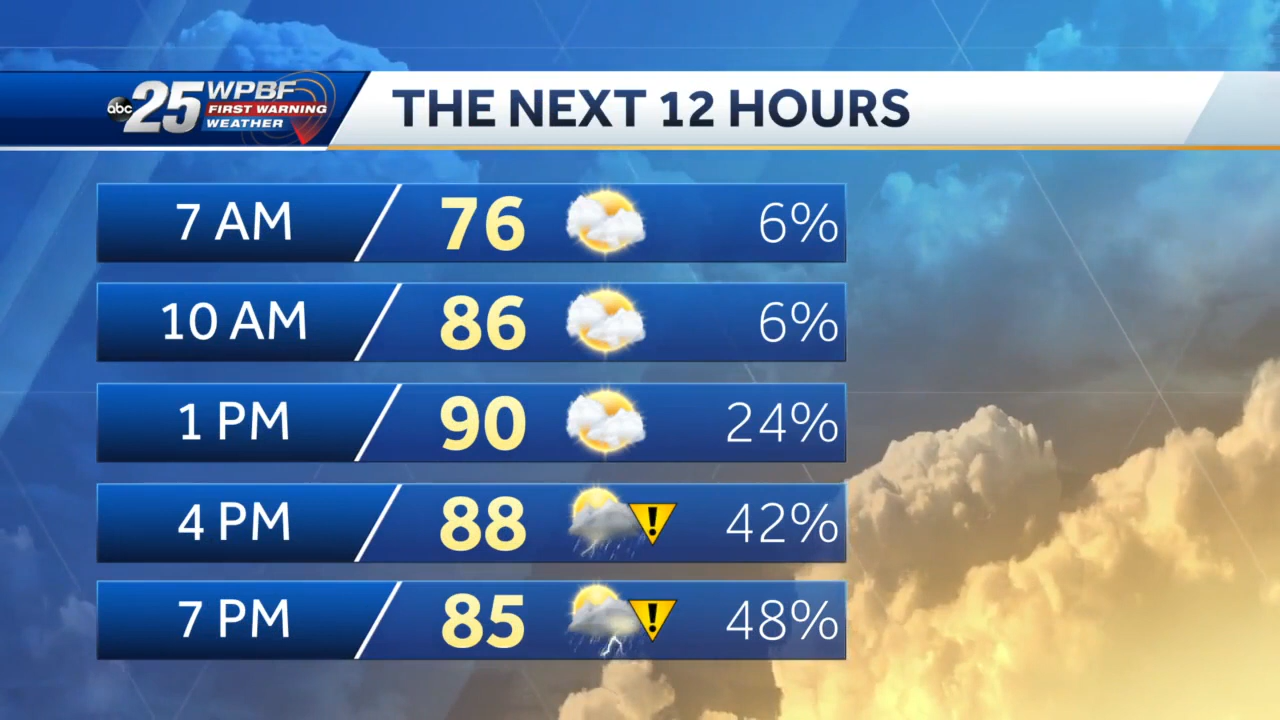 abc 25 WPBF
FIRST WARNING
WEATHER
THE NEXT 12 HOURS
7 AM 76 6%
10 AM 86 6%
1 PM 90 24%
4 PM 88 ! 42%
7 PM 85 ! 48%